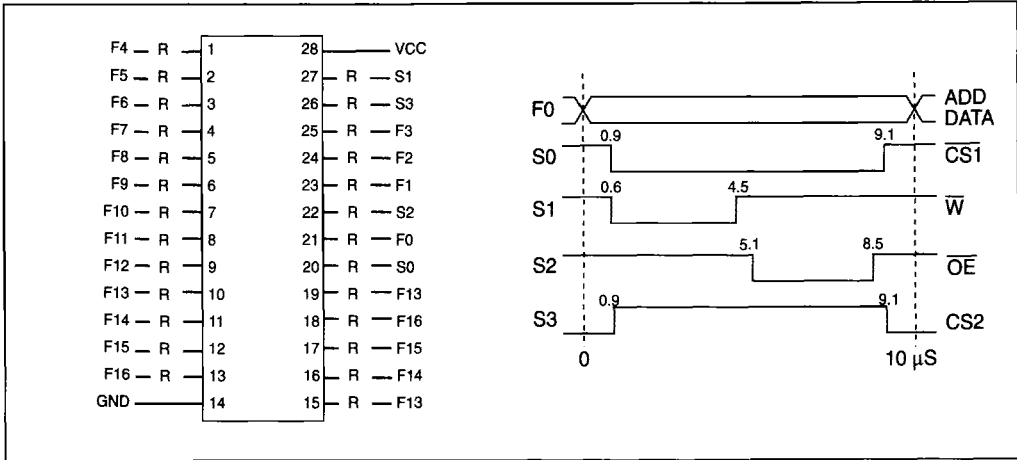 F4 R 1 28 VCC
F5 R 2 27 R S1
F6 R 3 26 R S3
F7 R 4 25 R F3
F8 R 5 24 R F2
F9 R 6 23 R F1
F10 R 7 22 R S2
F11 R 8 21 R F0
F12 R 9 20 R S0
F13 R 10 19 R F13
F14 R 11 18 R F16
F15 R 12 17 R F15
F16 R 13 16 R F14
GND 14 15 R F13
F0 ADD
DATA
0.9 9.1
S0 C̅S̅1̅
0.6 4.5
S1 W̅
5.1 8.5
S2 O̅E̅
0.9 9.1
S3 CS2
0 10 µS